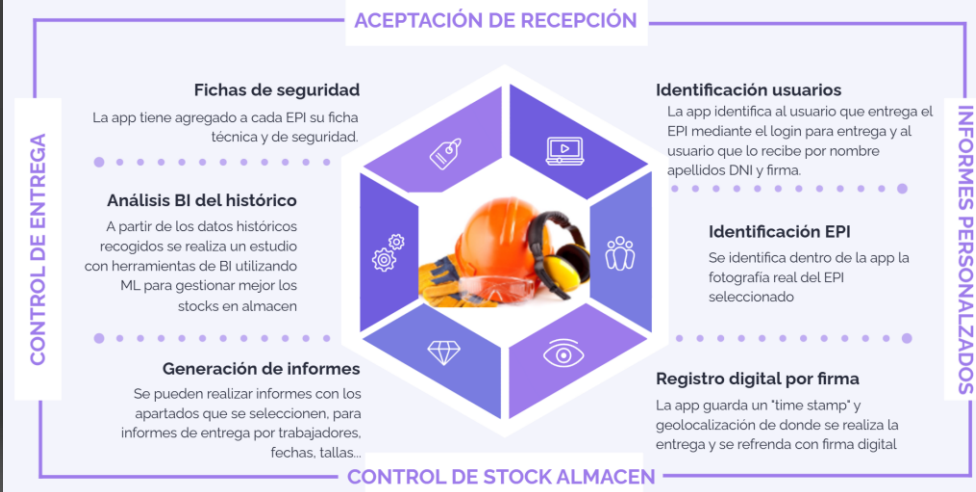 ACEPTACIÓN DE RECEPCIÓN
CONTROL DE ENTREGA
Fichas de seguridad
La app tiene agregado a cada EPI su ficha
técnica y de seguridad.
Análisis BI del histórico
A partir de los datos históricos
recogidos se realiza un estudio
con herramientas de BI utilizando
ML para gestionar mejor los
stocks en almacen
Generación de informes
Se pueden realizar informes con los
apartados que se seleccionen, para
informes de entrega por trabajadores,
fechas, tallas...
Identificación usuarios
La app identifica al usuario que entrega el
EPI mediante el login para entrega y al
usuario que lo recibe por nombre
apellidos DNI y firma.
Identificación EPI
Se identifica dentro de la app la
fotografía real del EPI
seleccionado
Registro digital por firma
La app guarda un "time stamp" y
geolocalización de donde se realiza la
entrega y se refrenda con firma digital
INFORMES PERSONALZADOS
CONTROL DE STOCK ALMACEN